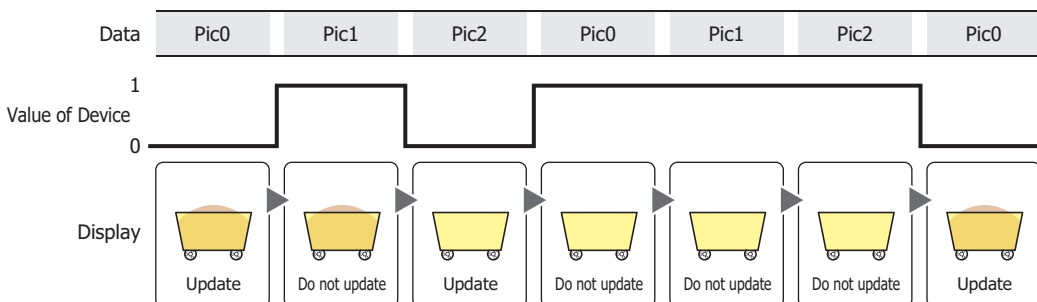 Data Pic0 Pic1 Pic2 Pic0 Pic1 Pic2 Pic0
1
Value of Device
0
Display
Update Do not update Update Do not update Do not update Do not update Update